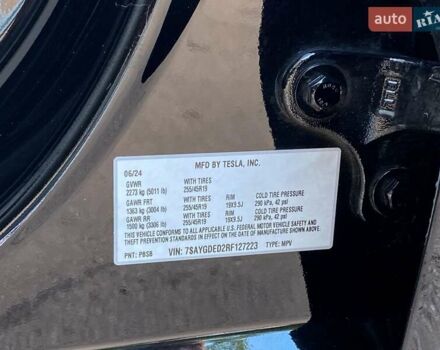 AUTO RIA
MFD BY TESLA, INC.
06/24
GVWR WITH TIRES
2273 kg (5011 lb) 255/45R19
GAWR FRT WITH TIRES RIM COLD TIRE PRESSURE
1363 kg (3004 lb) 255/45R19 19X9.5J 290 kPa, 42 psi
GAWR RR WITH TIRES RIM COLD TIRE PRESSURE
1500 kg (3306 lb) 255/45R19 19X9.5J 290 kPa, 42 psi
THIS VEHICLE CONFORMS TO ALL APPLICABLE U.S. FEDERAL MOTOR VEHICLE SAFETY AND
THEFT PREVENTION STANDARDS IN EFFECT ON THE DATE OF MANUFACTURE SHOWN ABOVE.
PNT: PBSB VIN: 7SAYGDED2RF127223 TYPE: MPV